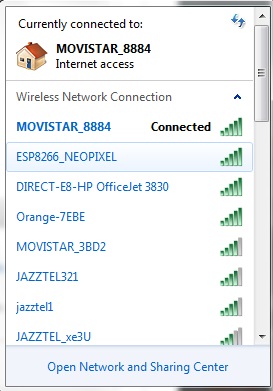 Currently connected to:
MOVISTAR_8884
Internet access
Wireless Network Connection
MOVISTAR_8884 Connected
ESP8266_NEOPIXEL
DIRECT-E8-HP OfficeJet 3830
Orange-7EBE
MOVISTAR_3BD2
JAZZTEL321
jazztel1
JAZZTEL_xe3U
Open Network and Sharing Center